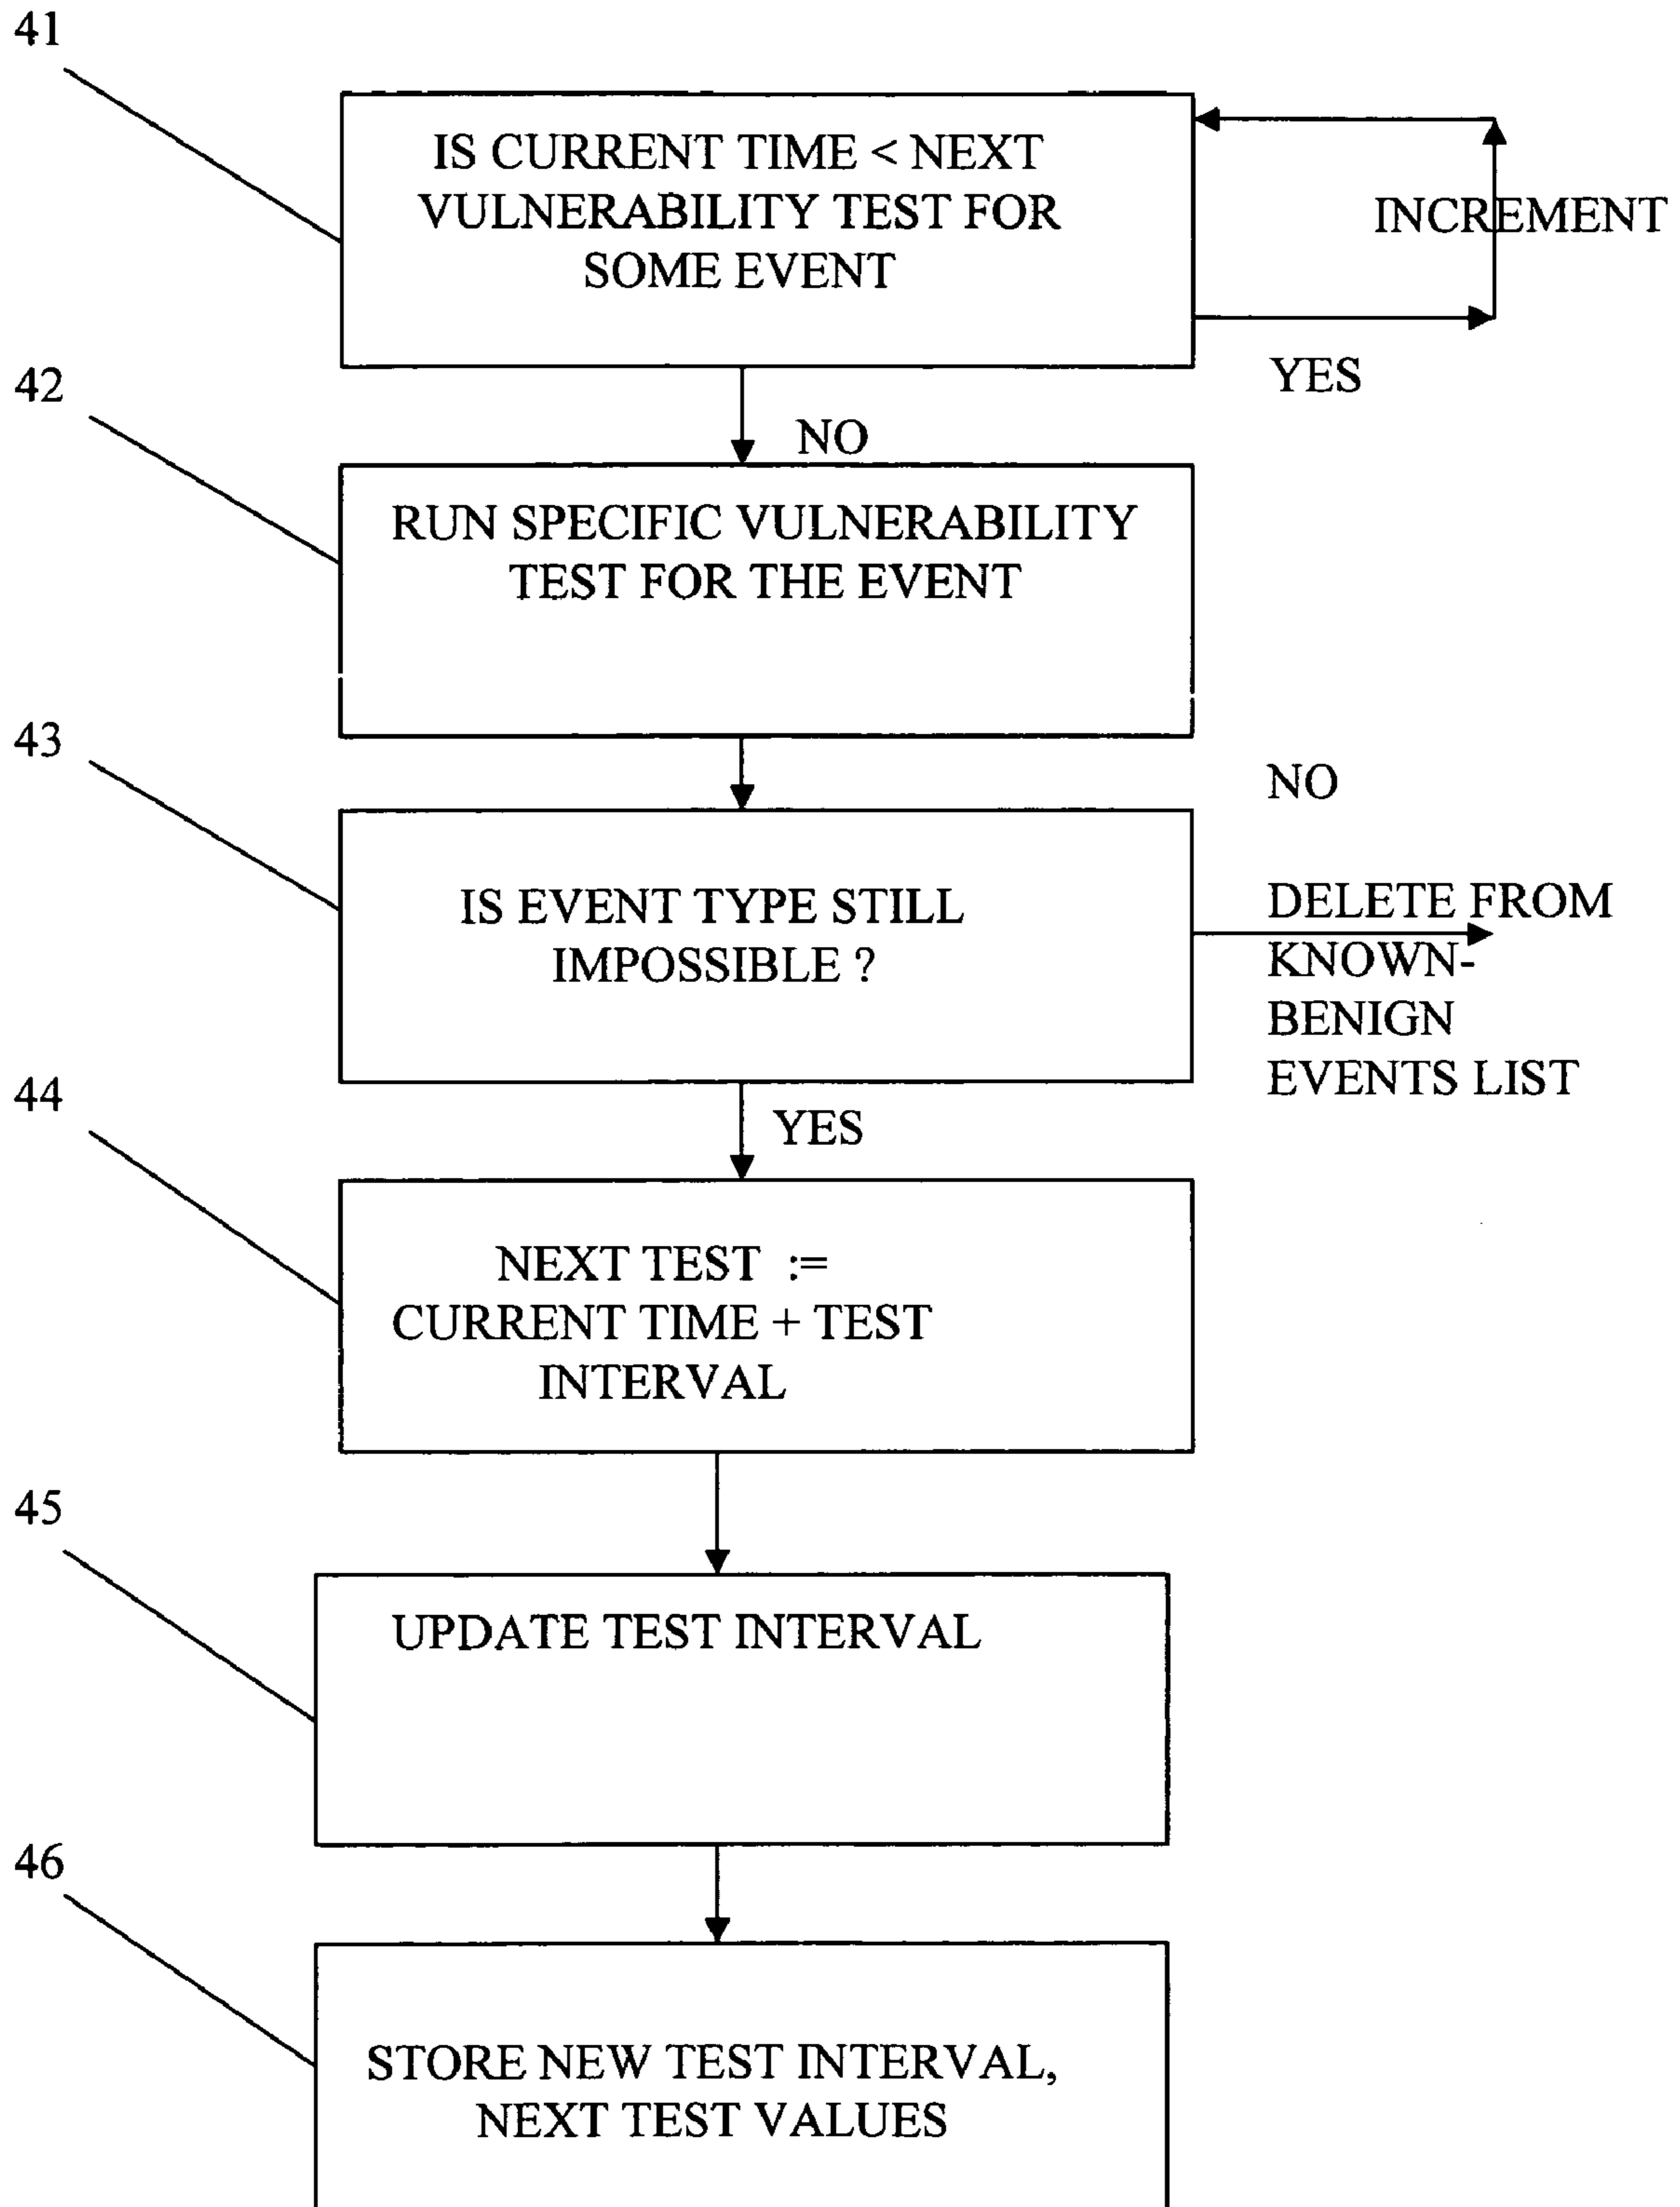 41
IS CURRENT TIME < NEXT
VULNERABILITY TEST FOR
SOME EVENT
INCREMENT
YES
NO
42
RUN SPECIFIC VULNERABILITY
TEST FOR THE EVENT
43
IS EVENT TYPE STILL
IMPOSSIBLE ?
NO
DELETE FROM
KNOWN-
BENIGN
EVENTS LIST
YES
44
NEXT TEST :=
CURRENT TIME + TEST
INTERVAL
45
UPDATE TEST INTERVAL
46
STORE NEW TEST INTERVAL,
NEXT TEST VALUES